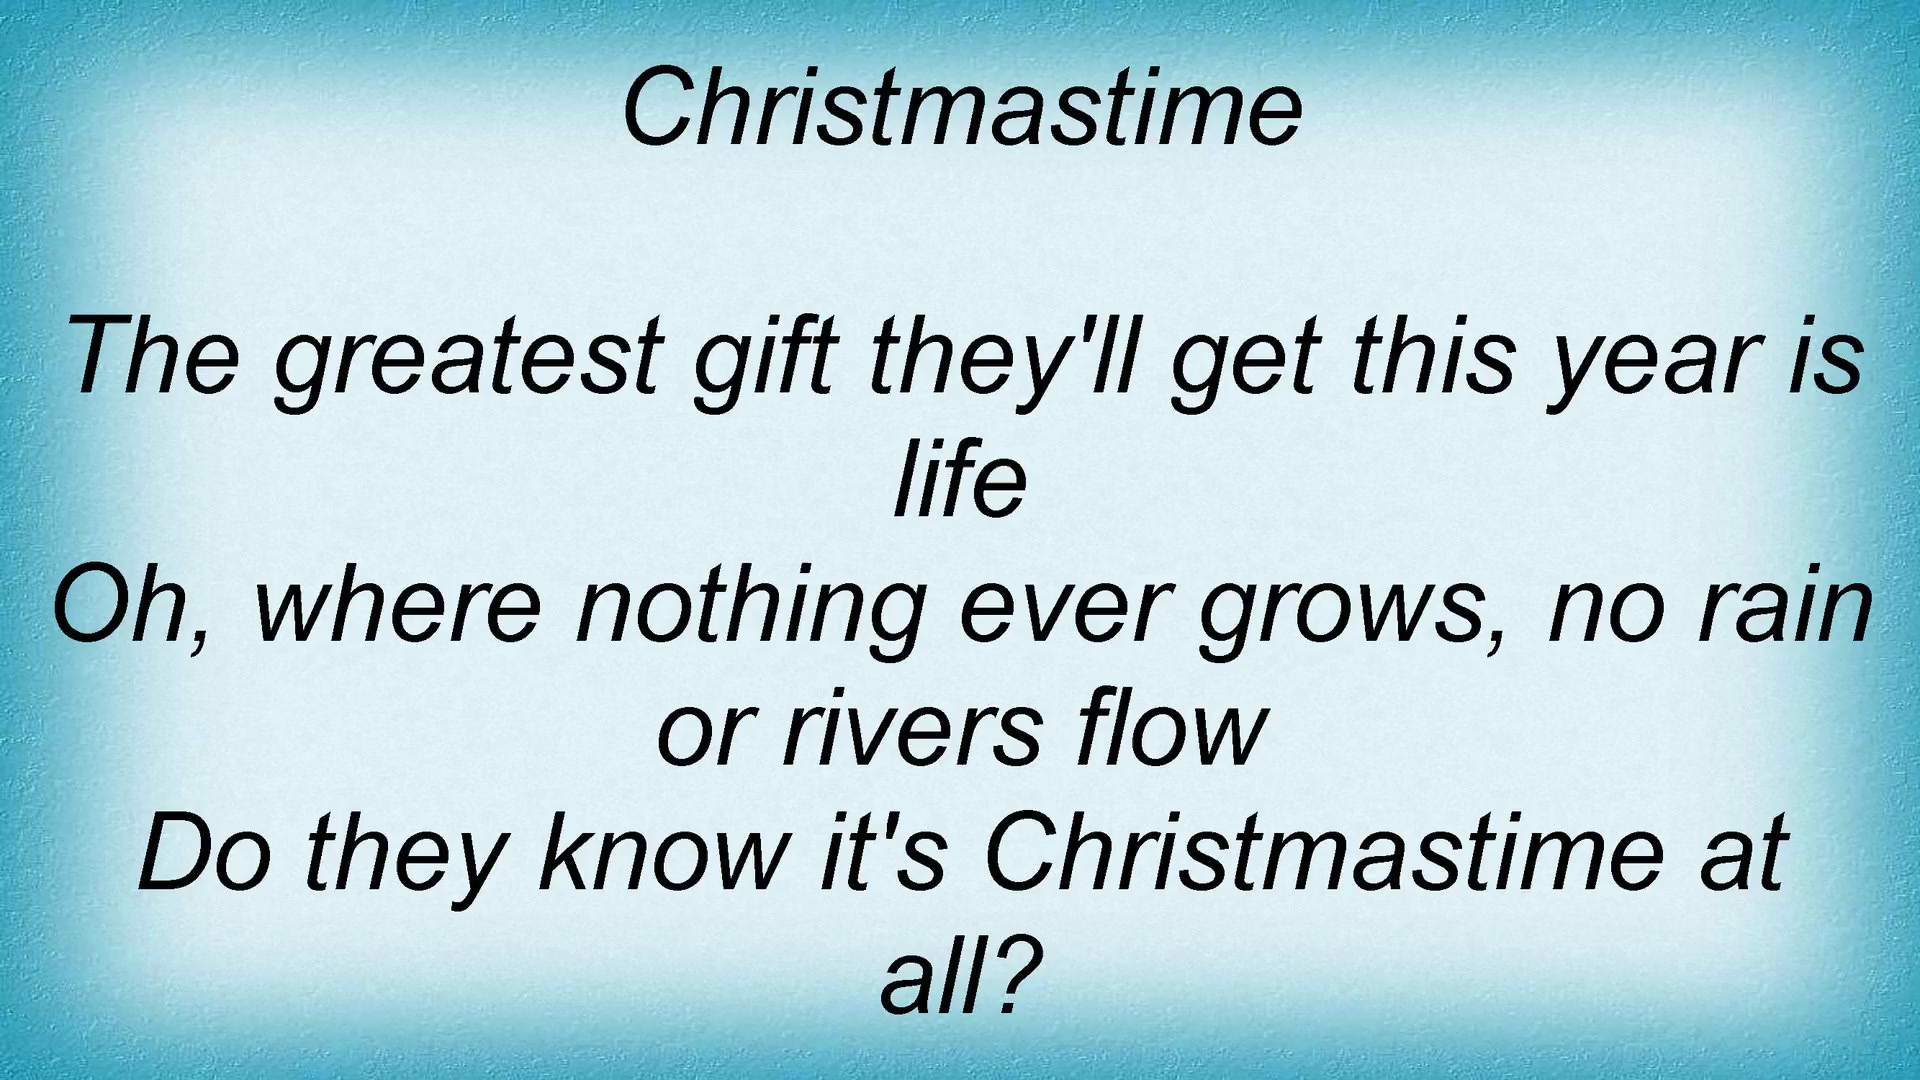 Christmastime
The greatest gift they'll get this year is
life
Oh, where nothing ever grows, no rain
or rivers flow
Do they know it's Christmastime at
all?